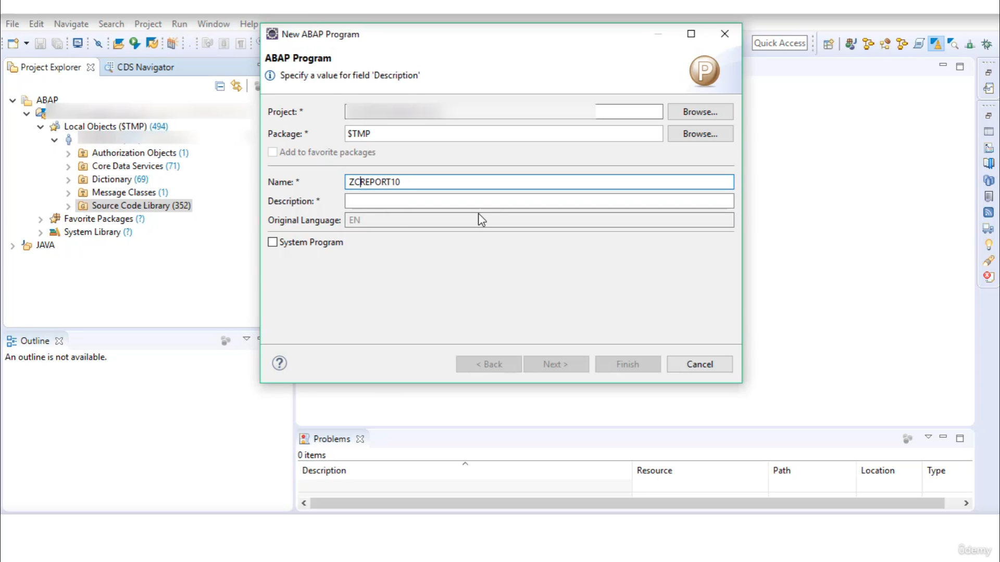 File Edit Navigate Search Project Run Window Help
New ABAP Program
Quick Access
ABAP Program
Specify a value for field 'Description'
P
Project Explorer
CDS Navigator
ABAP
Local Objects ($TMP) (494)
Authorization Objects (1)
Core Data Services (71)
Dictionary (69)
Message Classes (1)
Source Code Library (352)
Favorite Packages (?)
System Library (?)
JAVA
Project: *
Browse...
Package: * $TMP
Browse...
Add to favorite packages
Name: * ZCREPORT10
Description: *
Original Language: EN
System Program
< Back Next > Finish Cancel
Outline
An outline is not available.
Problems
0 items
Description Resource Path Location Type
ûdemy